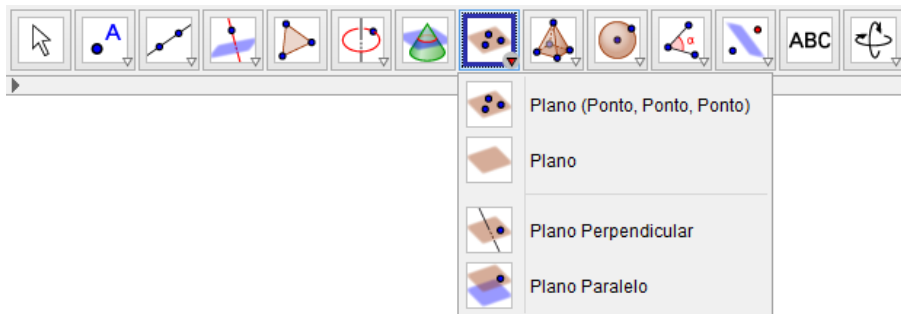 A
α
ABC
Plano (Ponto, Ponto, Ponto)
Plano
Plano Perpendicular
Plano Paralelo